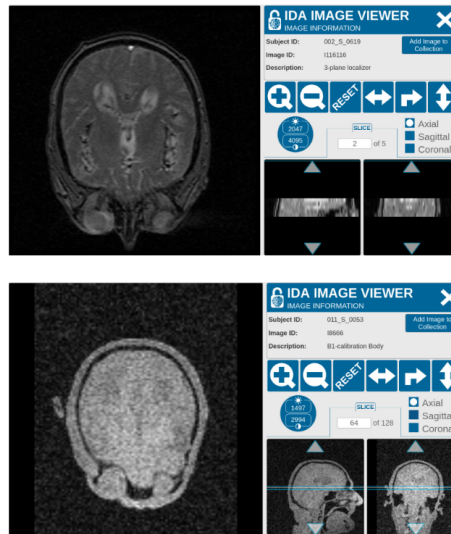 IDA IMAGE VIEWER
IMAGE INFORMATION
Subject ID: 002_S_0619
Add Image to
Collection
Image ID: I116116
Description: 3-plane localizer
RESET
2047
4095
SLICE
2 of 5
Axial
Sagittal
Coronal
IDA IMAGE VIEWER
IMAGE INFORMATION
Subject ID: 011_S_0053
Add Image to
Collection
Image ID: I8666
Description: B1-calibration Body
RESET
1497
2994
SLICE
64 of 128
Axial
Sagitta
Corona